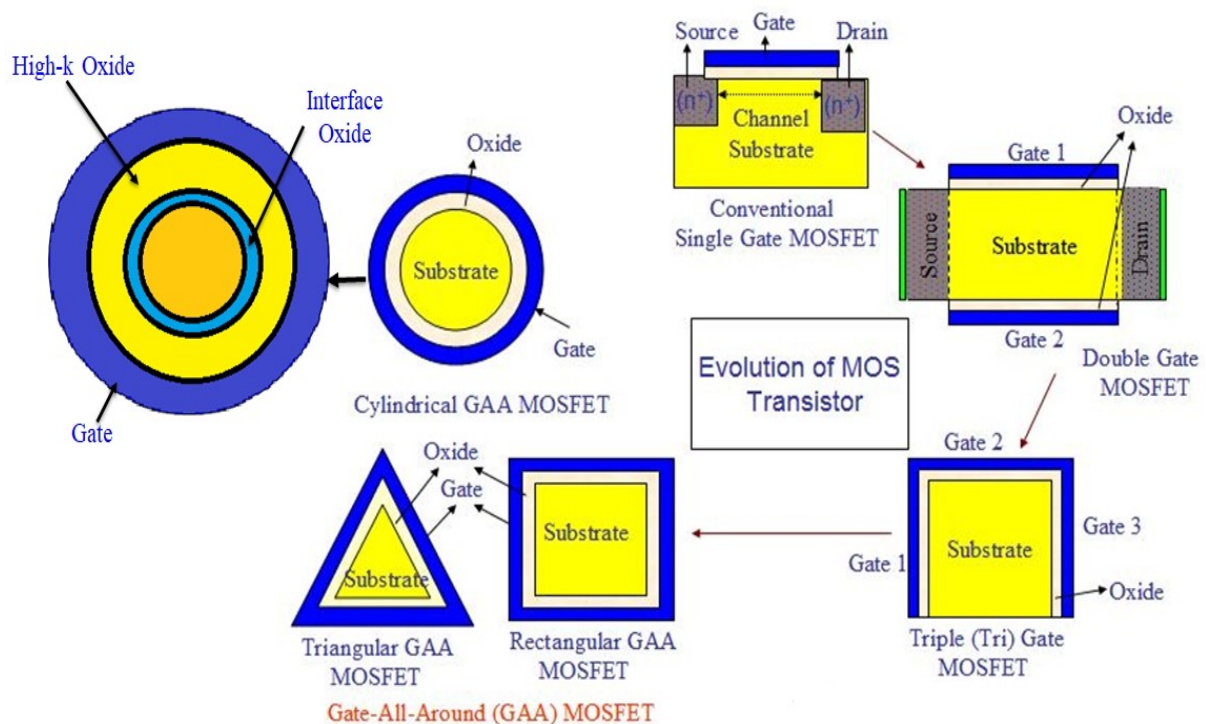 High-k Oxide
Interface
Oxide
Gate
Oxide
Substrate
Gate
Cylindrical GAA MOSFET
Source
Gate
Drain
(n+)
(n+)
Channel
Substrate
Conventional
Single Gate MOSFET
Oxide
Gate 1
Source
Substrate
Drain
Gate 2
Double Gate
MOSFET
Evolution of MOS
Transistor
Gate 2
Gate 1
Substrate
Gate 3
Oxide
Triple (Tri) Gate
MOSFET
Oxide
Gate
Substrate
Substrate
Triangular GAA
MOSFET
Rectangular GAA
MOSFET
Gate-All-Around (GAA) MOSFET